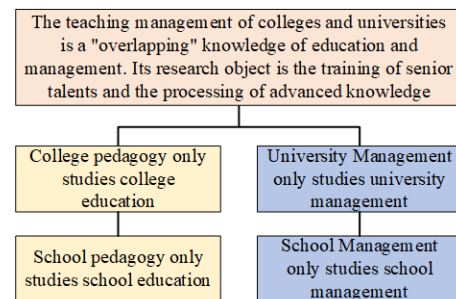 The teaching management of colleges and universities
is a "overlapping" knowledge of education and
management. Its research object is the training of senior
talents and the processing of advanced knowledge
College pedagogy only
studies college
education
University Management
only studies university
management
School pedagogy only
studies school education
School Management
only studies school
management